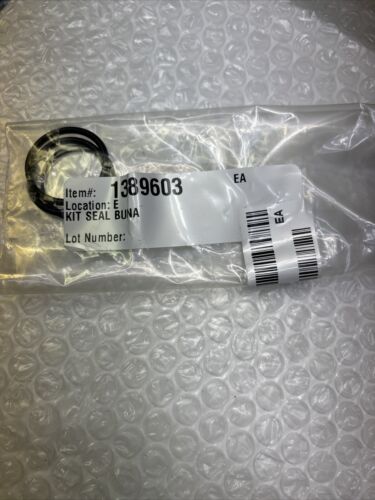 Item#: 1389603 EA
Location: E
KIT SEAL BUNA
Lot Number:
EA